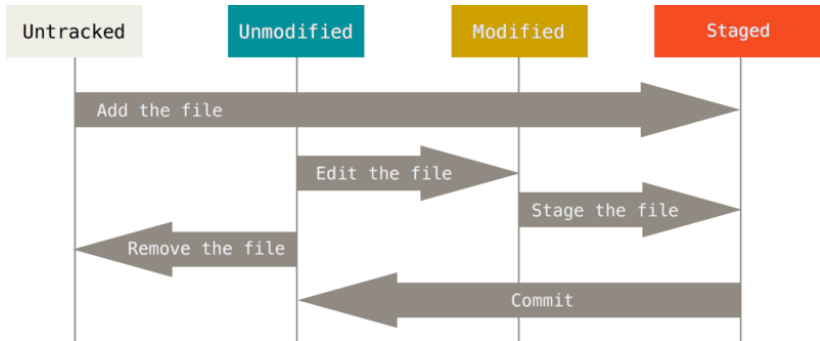 Untracked
Unmodified
Modified
Staged
Add the file
Edit the file
Stage the file
Remove the file
Commit